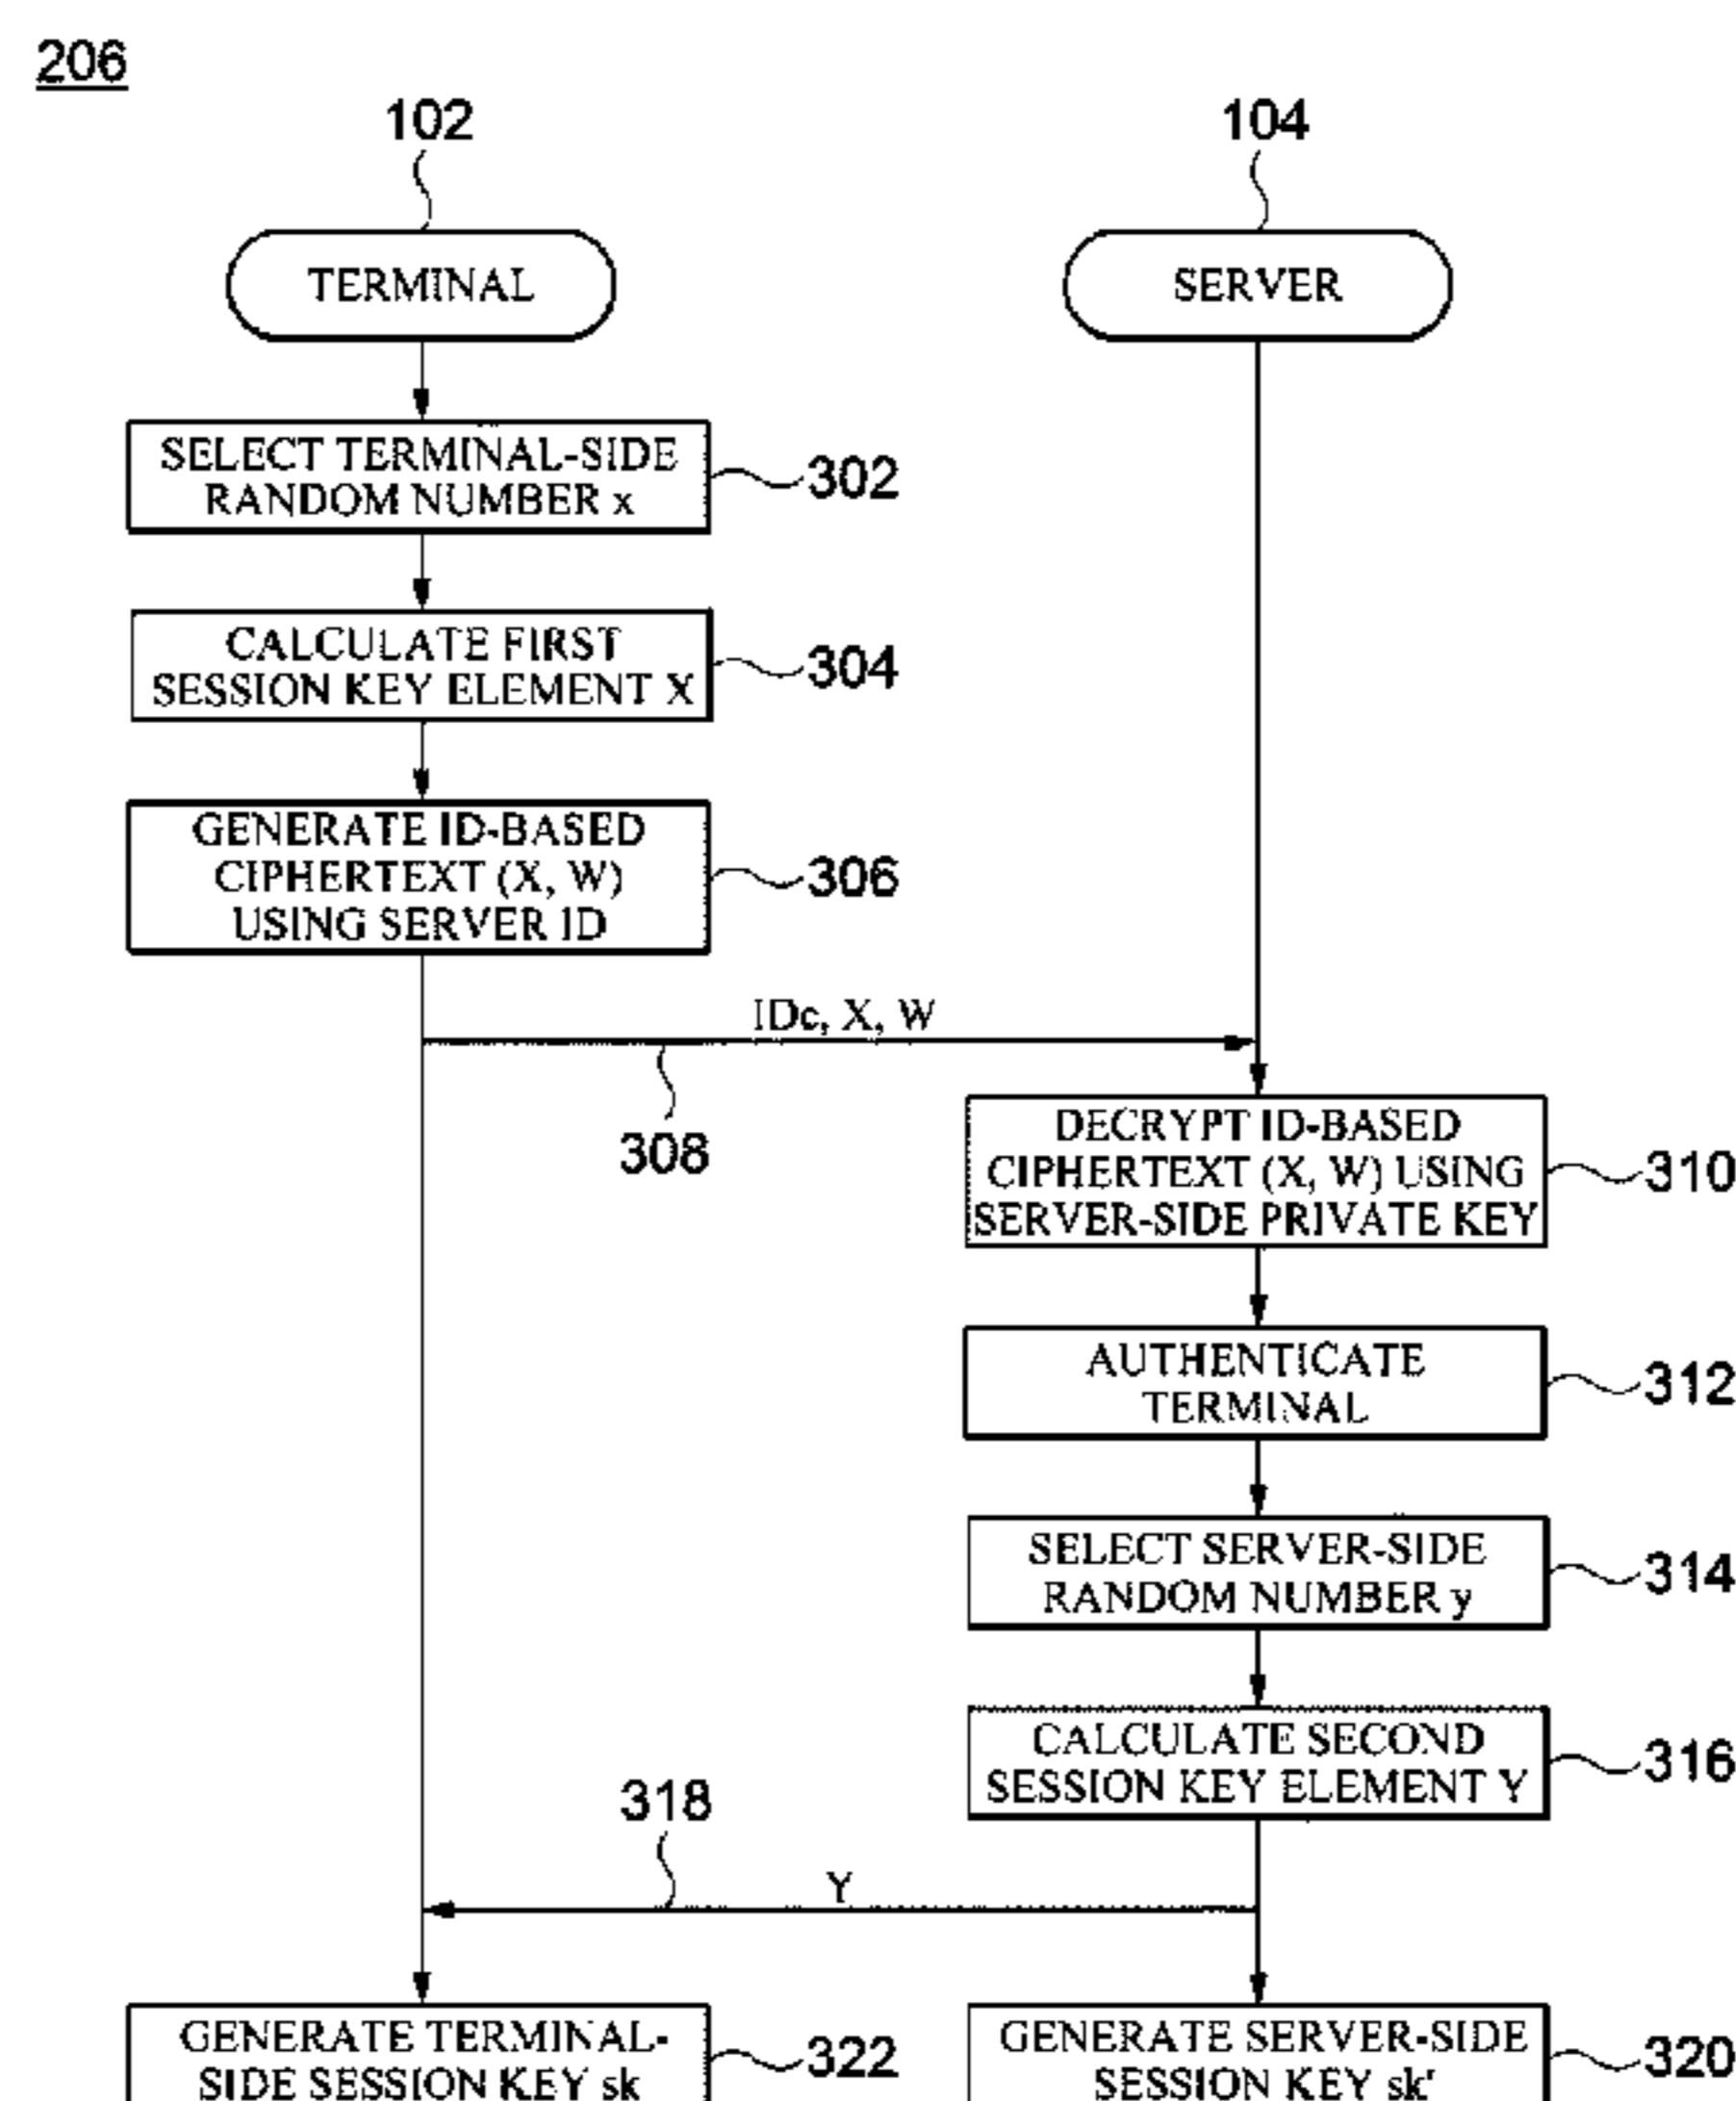 206
102
104
TERMINAL
SERVER
SELECT TERMINAL-SIDE
RANDOM NUMBER x
302
CALCULATE FIRST
SESSION KEY ELEMENT X
304
GENERATE ID-BASED
CIPHERTEXT (X, W)
USING SERVER ID
306
IDc, X, W
308
DECRYPT ID-BASED
CIPHERTEXT (X, W) USING
SERVER-SIDE PRIVATE KEY
310
AUTHENTICATE
TERMINAL
312
SELECT SERVER-SIDE
RANDOM NUMBER y
314
CALCULATE SECOND
SESSION KEY ELEMENT Y
316
318
Y
GENERATE TERMINAL-
SIDE SESSION KEY sk
322
GENERATE SERVER-SIDE
SESSION KEY sk'
320